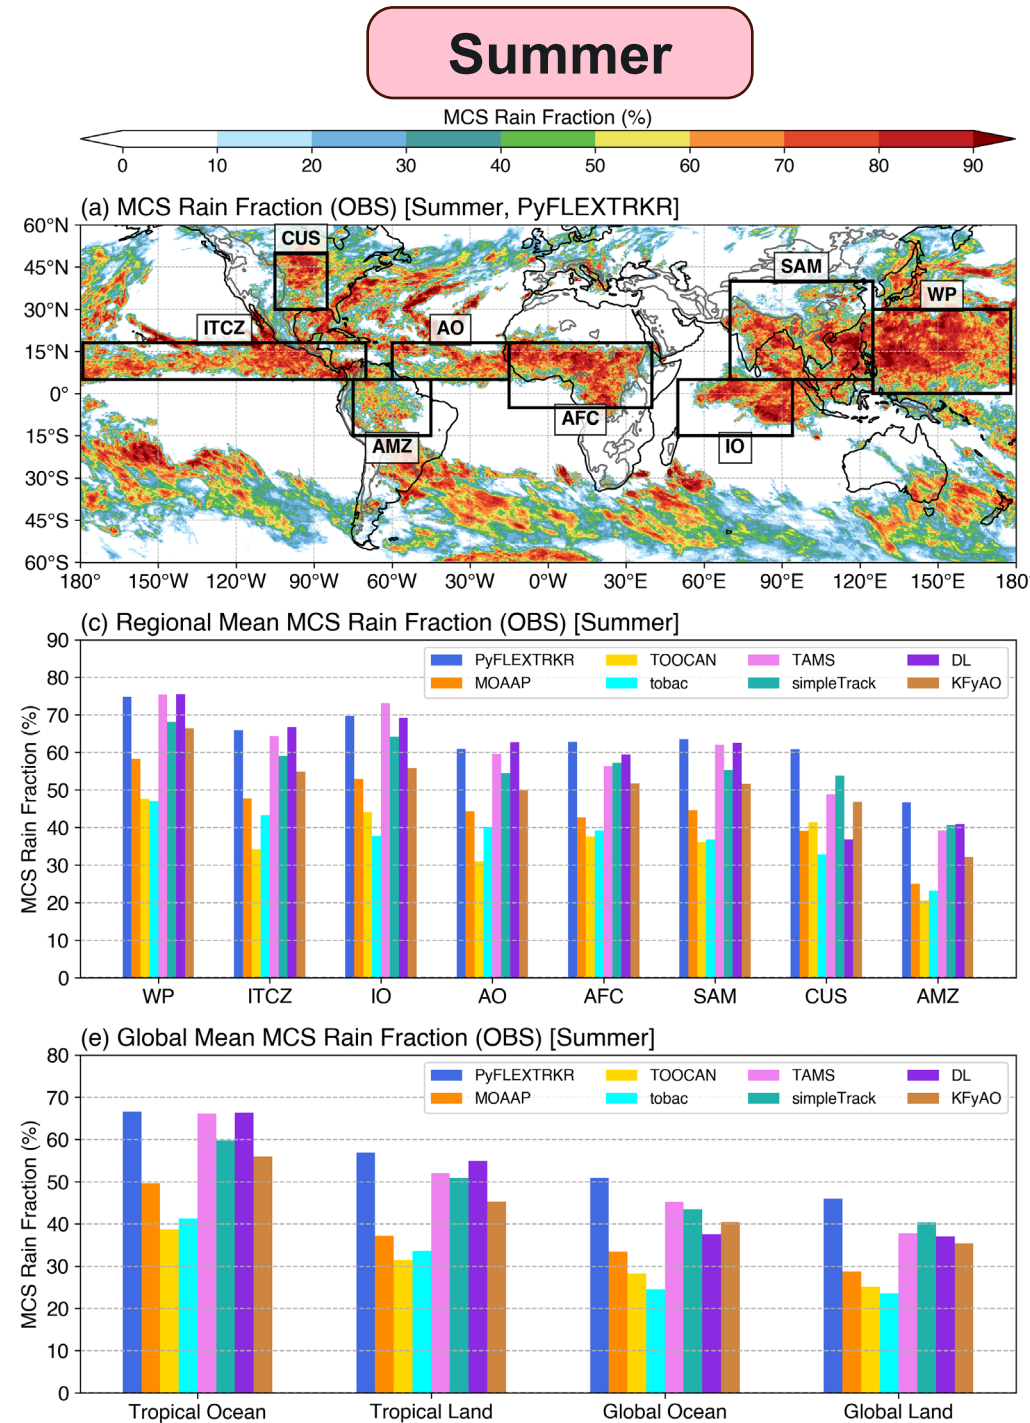 Summer
MCS Rain Fraction (%)
0 10 20 30 40 50 60 70 80 90
(a) MCS Rain Fraction (OBS) [Summer, PyFLEXTRKR]
60°N
45°N
30°N
15°N
0°
15°S
30°S
45°S
60°S
CUS
SAM
WP
ITCZ
AO
AFC
AMZ
IO
180° 150°W 120°W 90°W 60°W 30°W 0°W 30°E 60°E 90°E 120°E 150°E 180°
(c) Regional Mean MCS Rain Fraction (OBS) [Summer]
MCS Rain Fraction (%)
90
80
70
60
50
40
30
20
10
0
PyFLEXTRKR TOOCAN TAMS DL
MOAAP tobac simpleTrack KFyAO
WP ITCZ IO AO AFC SAM CUS AMZ
(e) Global Mean MCS Rain Fraction (OBS) [Summer]
MCS Rain Fraction (%)
80
70
60
50
40
30
20
10
0
PyFLEXTRKR TOOCAN TAMS DL
MOAAP tobac simpleTrack KFyAO
Tropical Ocean Tropical Land Global Ocean Global Land